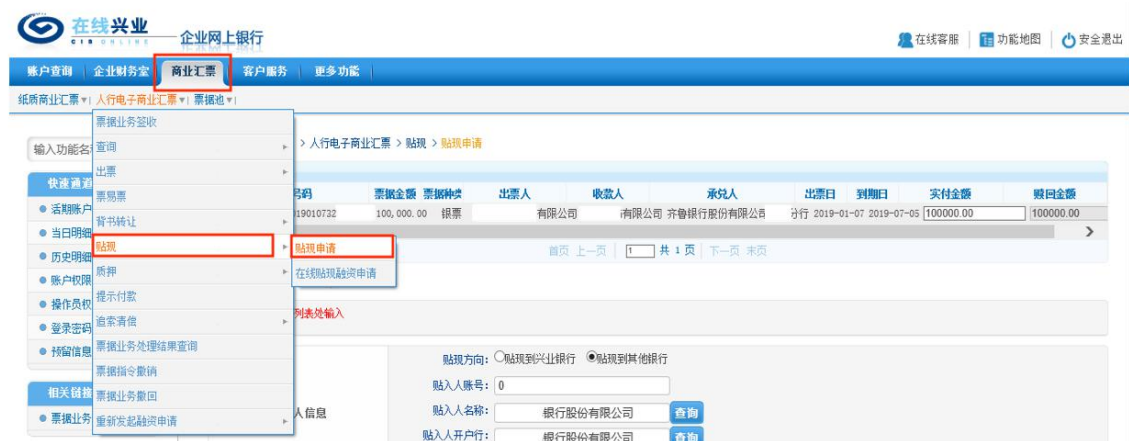 在线兴业
CIB ONLINE
企业网上银行
在线客服 功能地图 安全退出
账户查询 企业财务室 商业汇票 客户服务 更多功能
纸质商业汇票 人行电子商业汇票 票据池
票据业务签收
输入功能名 查询 > 人行电子商业汇票 > 贴现 > 贴现申请
出票
快速通道 票易票 号码 票据金额 票据种类 出票人 收款人 承兑人 出票日 到期日 实付金额 赎回金额
活期账户 背书转让 019010732 100,000.00 银票 有限公司 有限公司 齐鲁银行股份有限公司 分行 2019-01-07 2019-07-05 100000.00 100000.00
当日明细
历史明细 贴现 贴现申请 首页 上一页 1 共 1 页 下一页 末页
账户权限 质押 在线贴现融资申请
操作员权 提示付款
登录密码 追索清偿 列表处输入
预留信息 票据业务处理结果查询 贴现方向: 贴现到兴业银行 贴现到其他银行
票据指令撤销 贴入人账号: 0
相关链接 票据业务撤回
票据业务 重新发起融资申请 人信息 贴入人名称: 银行股份有限公司 查询
贴入人开户行: 银行股份有限公司 查询